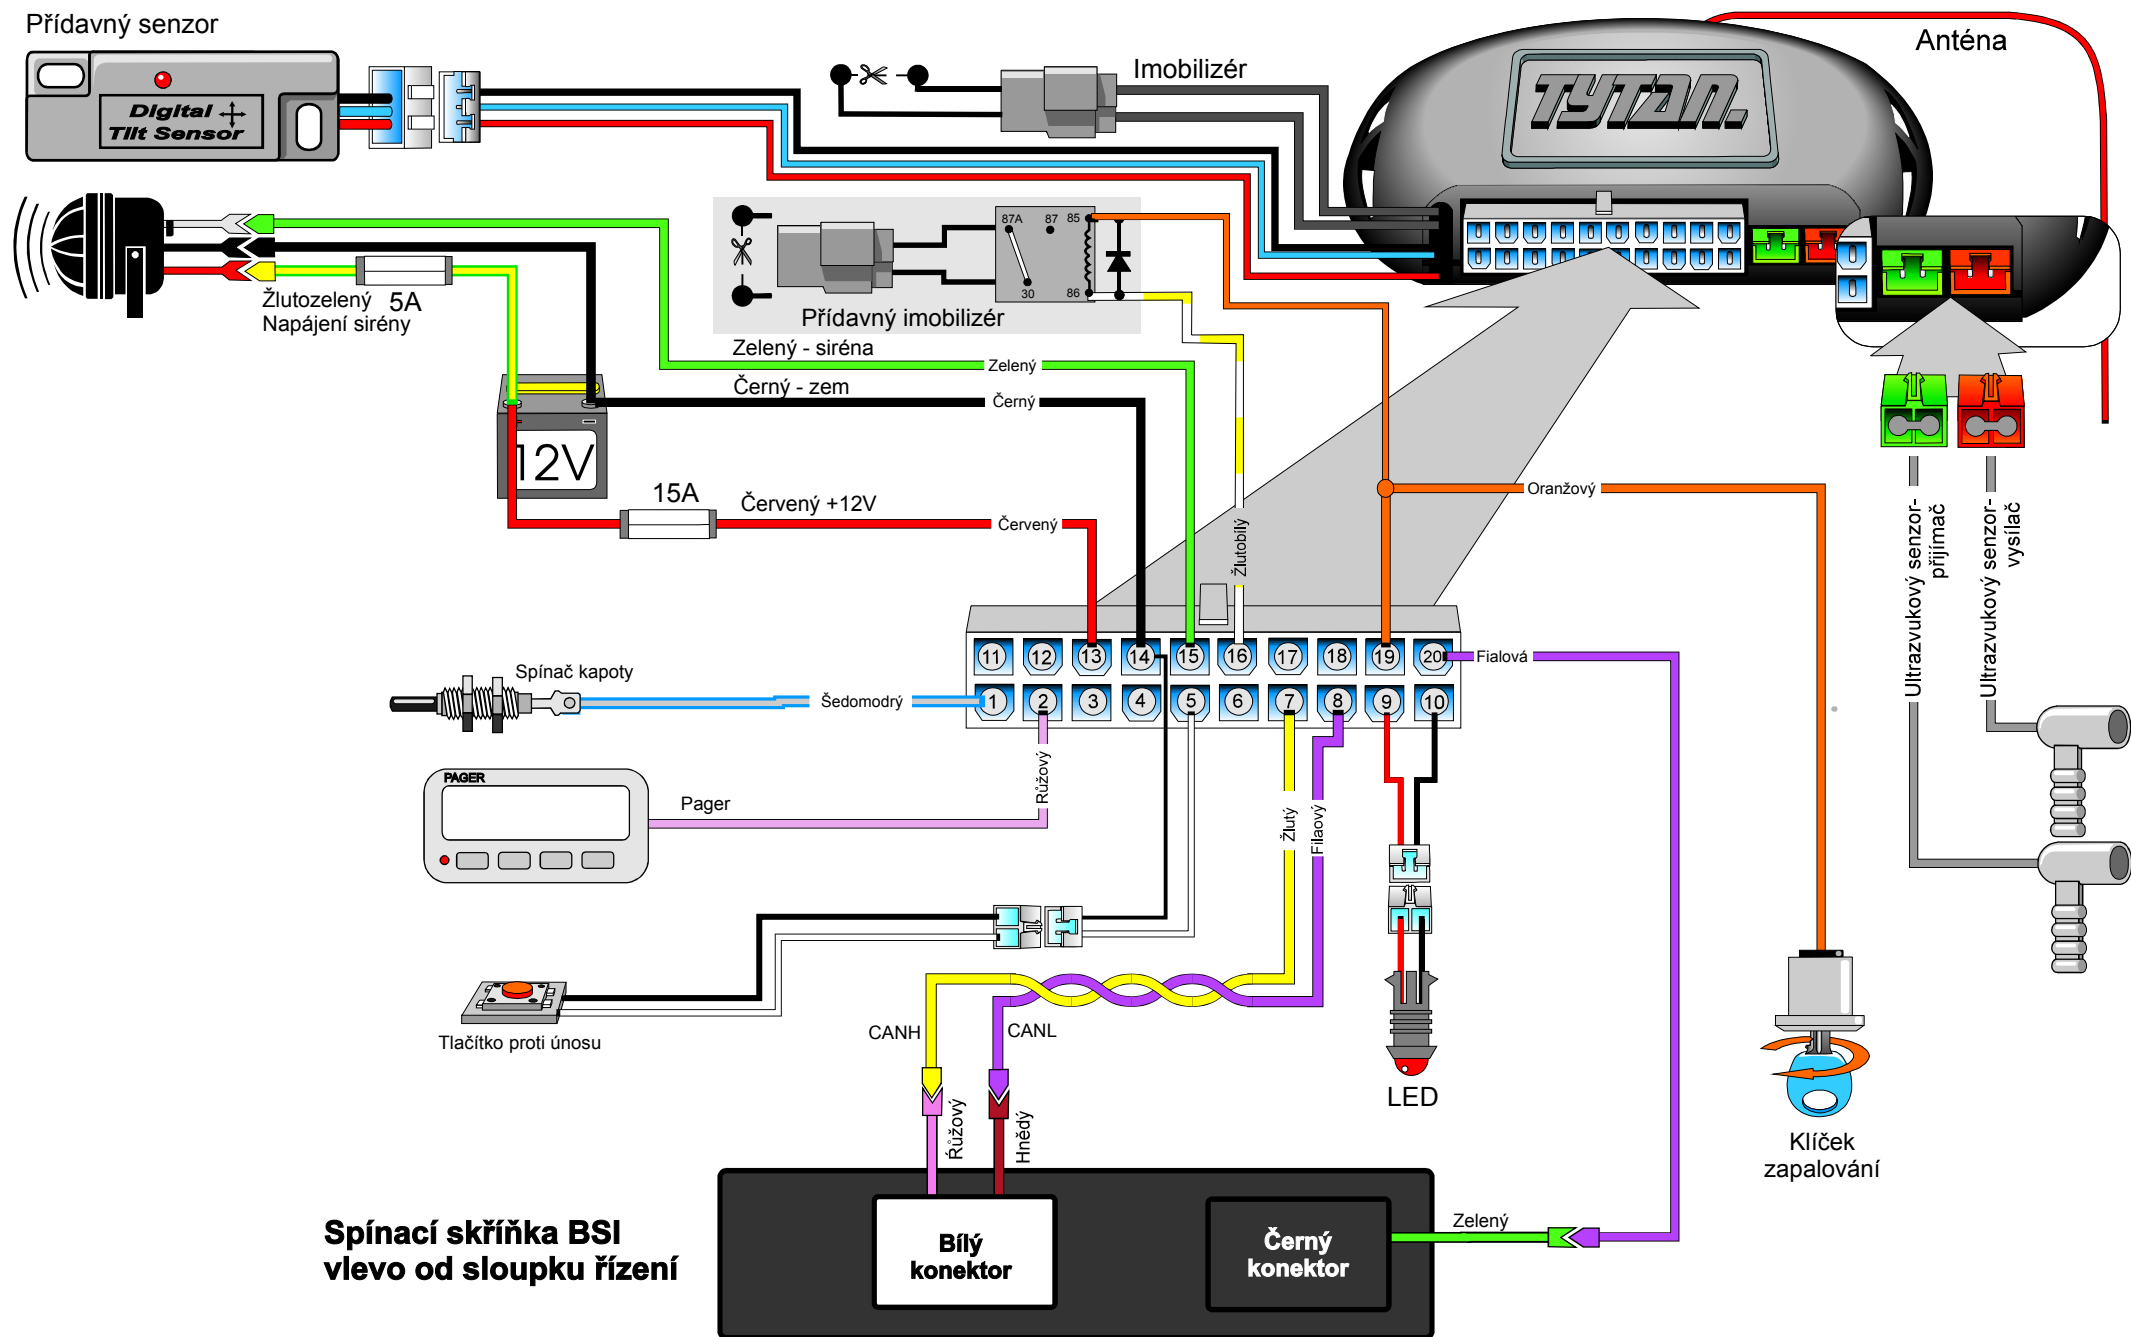 Přídavný senzor
Digital
Tilt Sensor
Imobilizér
TYTAN.
Anténa
87A 87 85
30 86
Přídavný imobilizér
Žlutozelený 5A
Napájení sirény
Zelený - siréna
Zelený
Černý - zem
Černý
12V
15A
Červený +12V
Červený
Žlutobílý
Oranžový
Ultrazvukový senzor-
přijímač
Ultrazvukový senzor-
vysílač
11 12 13 14 15 16 17 18 19 20
1 2 3 4 5 6 7 8 9 10
Fialová
Spínač kapoty
Šedomodrý
PAGER
Pager
Růžový
Žlutý
Filaový
Tlačítko proti únosu
CANH
CANL
LED
Klíček
zapalování
Řůžový
Hnědý
Spínací skříňka BSI
vlevo od sloupku řízení
Bílý
konektor
Černý
konektor
Zelený